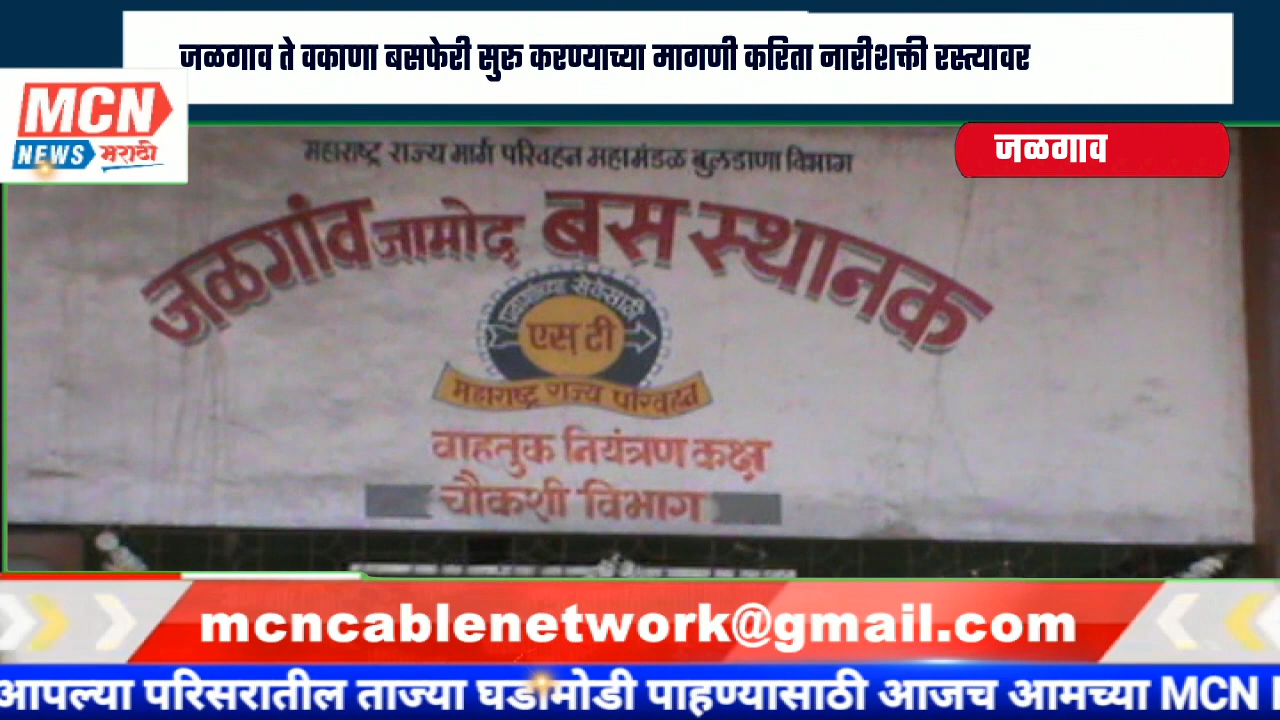 जळगाव ते वकाणा बसफेरी सुरु करण्याच्या मागणी करिता नारीशक्ती रस्त्यावर
MCN
NEWS मराठी
जळगाव
महाराष्ट्र राज्य मार्ग परिवहन महामंडळ बुलडाणा विभाग
जळगांव जामोद बस स्थानक
एस टी
महाराष्ट्र राज्य परिवहन
वाहतुक नियंत्रण कक्ष
चौकशी विभाग
mcncablenetwork@gmail.com
आपल्या परिसरातील ताज्या घडामोडी पाहण्यासाठी आजच आमच्या MCN